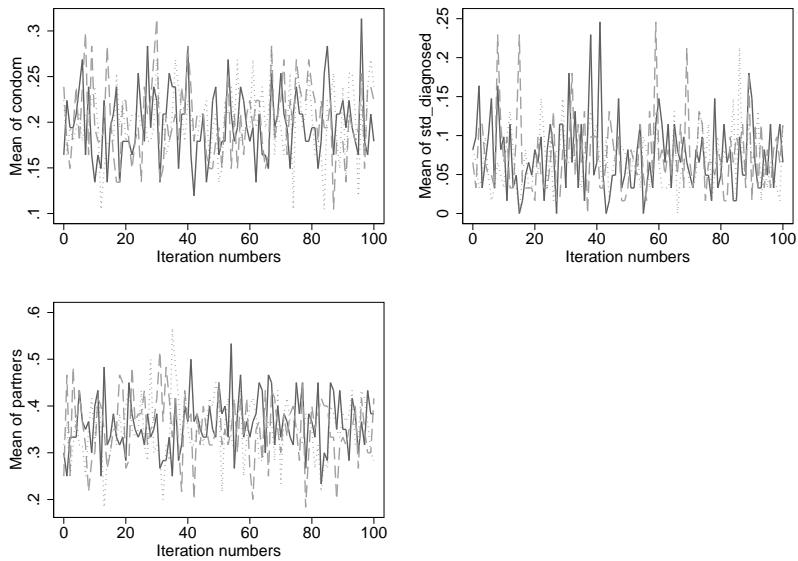 Mean of condom
.3
.25
.2
.15
.1
0 20 40 60 80 100
Iteration numbers
Mean of std_diagnosed
.25
.2
.15
.1
.05
0
0 20 40 60 80 100
Iteration numbers
Mean of partners
.6
.5
.4
.3
.2
0 20 40 60 80 100
Iteration numbers